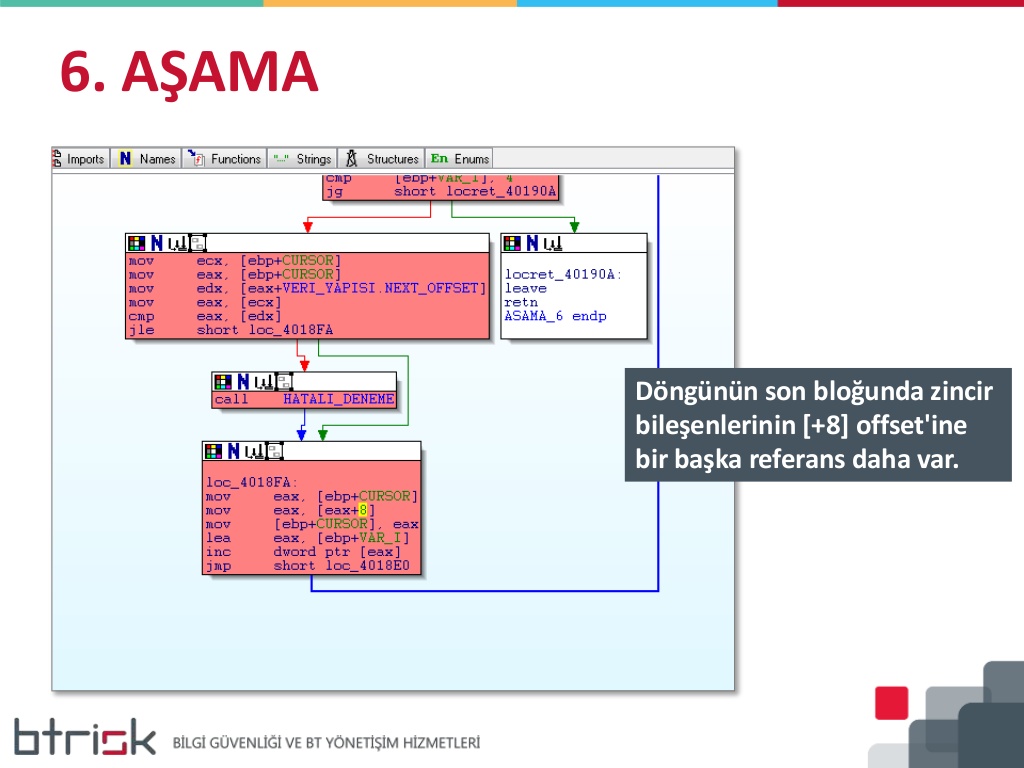 6. AŞAMA
Imports
Names
Functions
Strings
Structures
En Enums
cmp [ebp+VAR_I], 4
jg short locret_40190A
mov ecx, [ebp+CURSOR]
mov eax, [ebp+CURSOR]
mov edx, [eax+VERI_YAPISI.NEXT_OFFSET]
mov eax, [ecx]
cmp eax, [edx]
jle short loc_4018FA
locret_40190A:
leave
retn
ASAMA_6 endp
call HATALI_DENEME
loc_4018FA:
mov eax, [ebp+CURSOR]
mov eax, [eax+8]
mov [ebp+CURSOR], eax
lea eax, [ebp+VAR_I]
inc dword ptr [eax]
jmp short loc_4018E0
Döngünün son bloğunda zincir
bileşenlerinin [+8] offset'ine
bir başka referans daha var.
btrisk BİLGİ GÜVENLİĞİ VE BT YÖNETİŞİM HİZMETLERİ